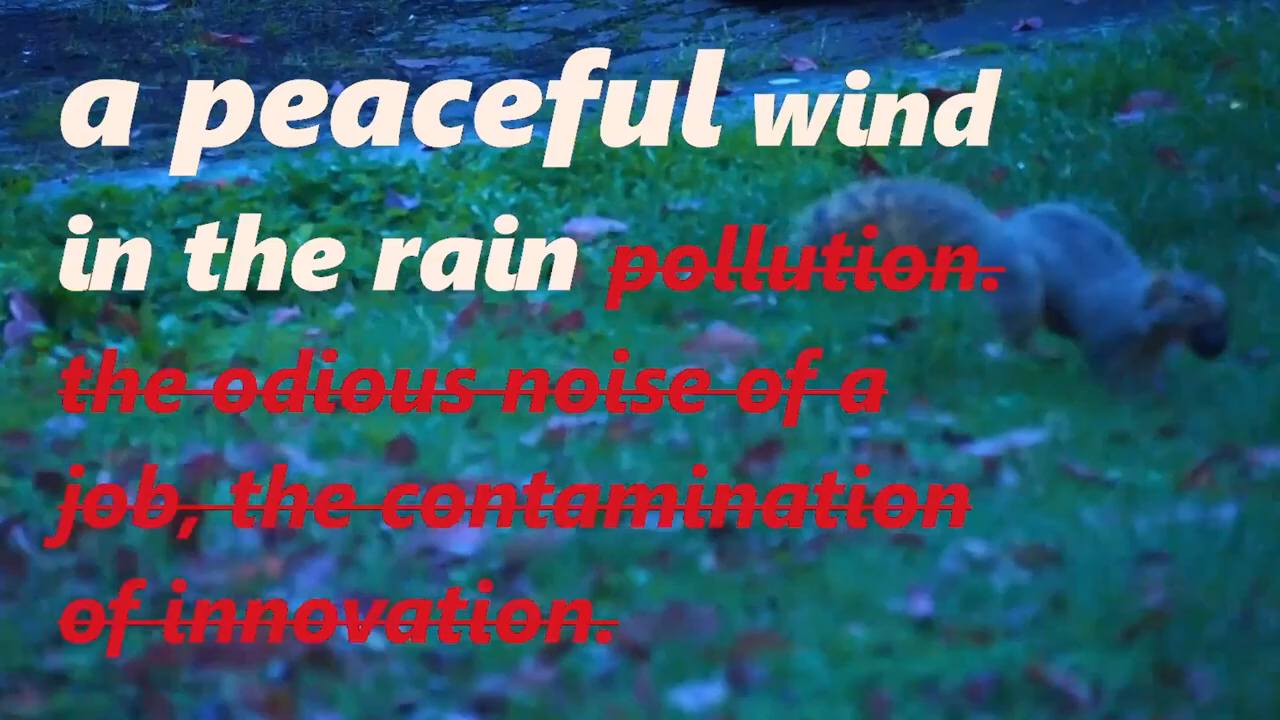 a peaceful wind
in the rain pollution.
the odious noise of a
job, the contamination
of innovation.